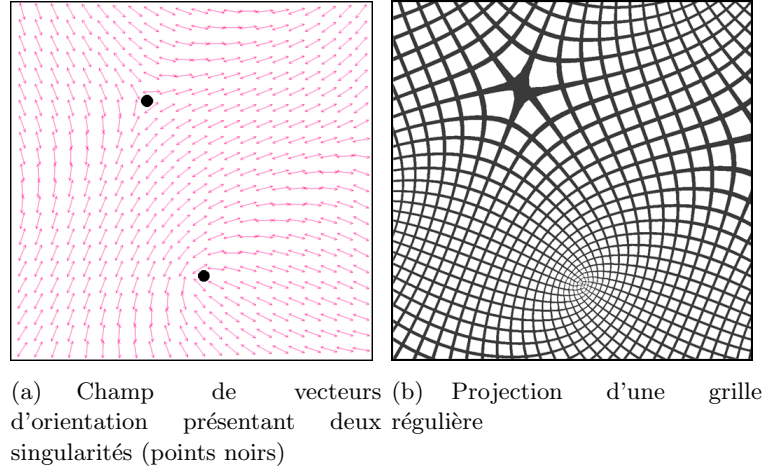 (a) Champ de vecteurs
d'orientation présentant deux
singularités (points noirs)
(b) Projection d'une grille
régulière